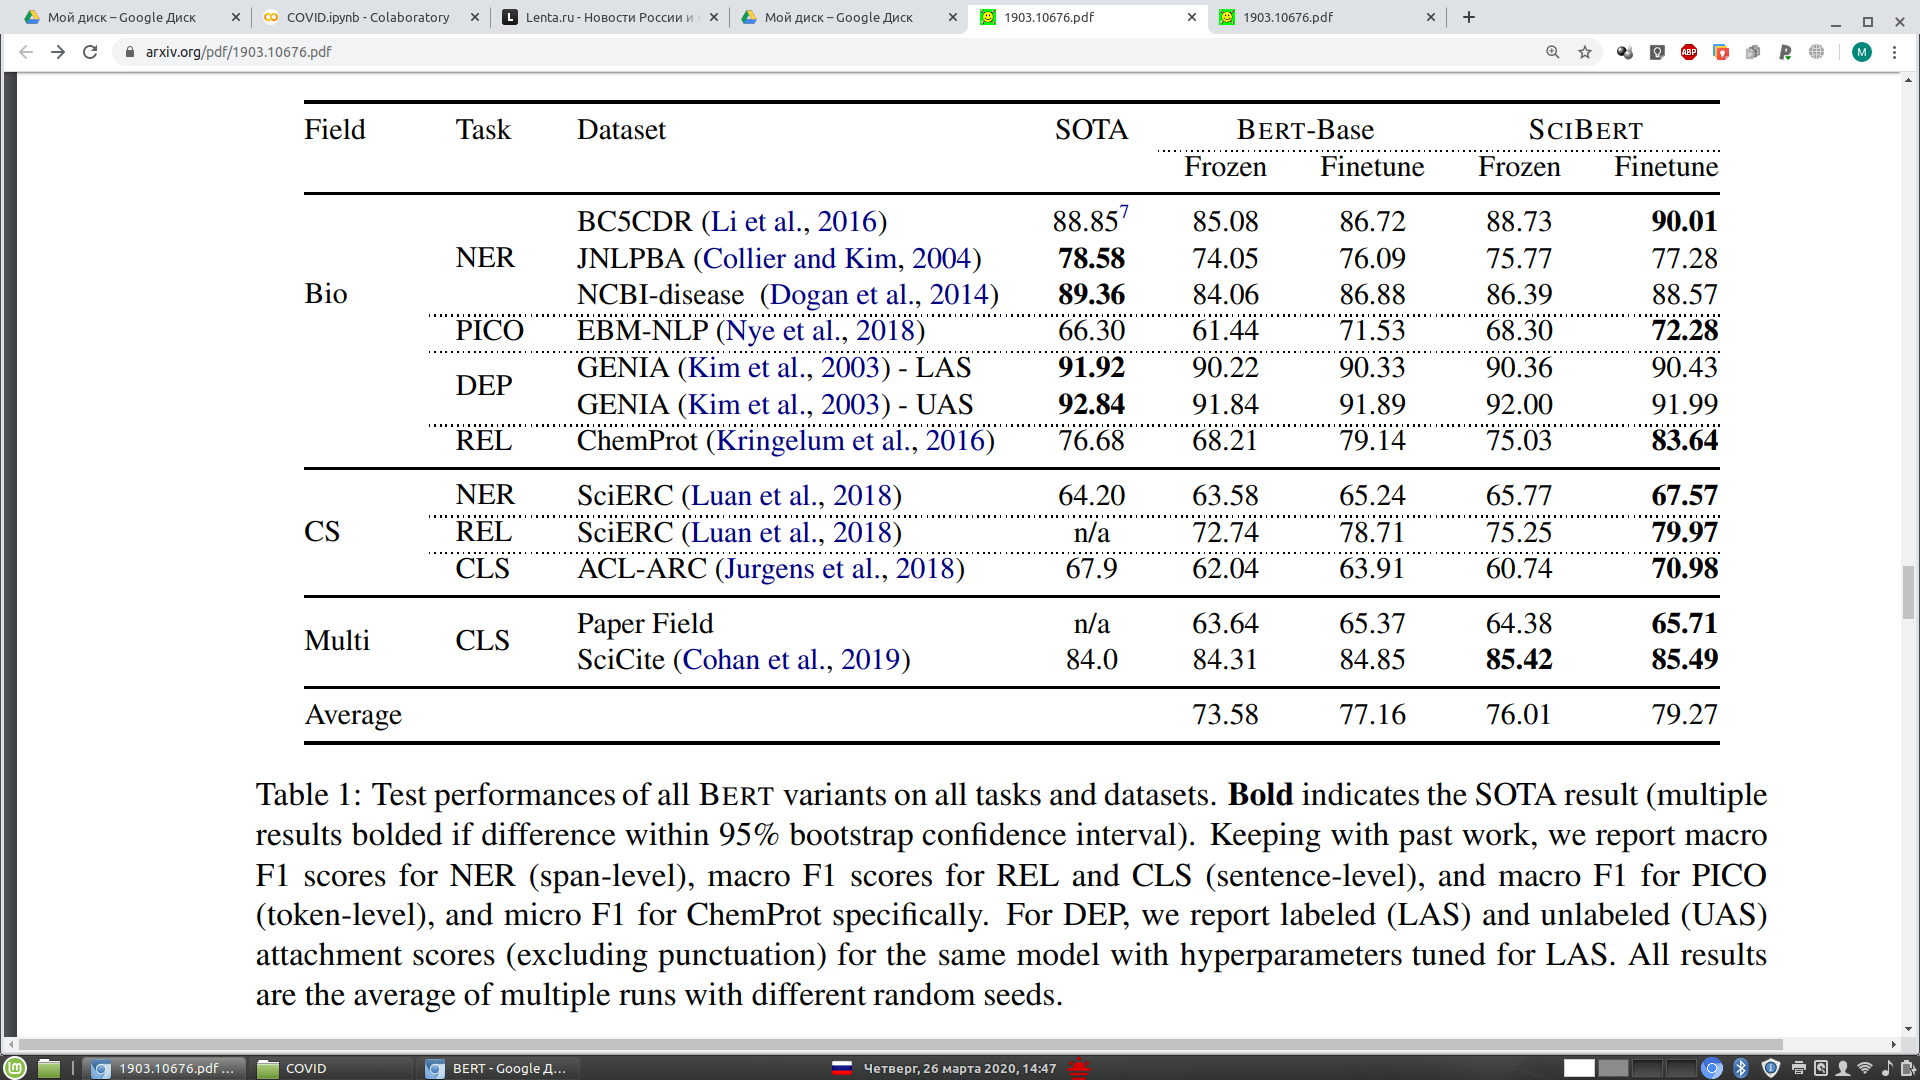 Мой диск – Google Диск
COVID.ipynb - Colaboratory
Lenta.ru - Новости России и
Мой диск – Google Диск
1903.10676.pdf
1903.10676.pdf
arxiv.org/pdf/1903.10676.pdf
ABP
M
Field Task Dataset SOTA BERT-Base SCIBERT
Frozen Finetune Frozen Finetune
BC5CDR (Li et al., 2016) 88.857 85.08 86.72 88.73 90.01
NER JNLPBA (Collier and Kim, 2004) 78.58 74.05 76.09 75.77 77.28
Bio NCBI-disease (Dogan et al., 2014) 89.36 84.06 86.88 86.39 88.57
PICO EBM-NLP (Nye et al., 2018) 66.30 61.44 71.53 68.30 72.28
DEP GENIA (Kim et al., 2003) - LAS 91.92 90.22 90.33 90.36 90.43
GENIA (Kim et al., 2003) - UAS 92.84 91.84 91.89 92.00 91.99
REL ChemProt (Kringelum et al., 2016) 76.68 68.21 79.14 75.03 83.64
NER SciERC (Luan et al., 2018) 64.20 63.58 65.24 65.77 67.57
CS REL SciERC (Luan et al., 2018) n/a 72.74 78.71 75.25 79.97
CLS ACL-ARC (Jurgens et al., 2018) 67.9 62.04 63.91 60.74 70.98
Multi CLS Paper Field n/a 63.64 65.37 64.38 65.71
SciCite (Cohan et al., 2019) 84.0 84.31 84.85 85.42 85.49
Average 73.58 77.16 76.01 79.27
Table 1: Test performances of all BERT variants on all tasks and datasets. Bold indicates the SOTA result (multiple
results bolded if difference within 95% bootstrap confidence interval). Keeping with past work, we report macro
F1 scores for NER (span-level), macro F1 scores for REL and CLS (sentence-level), and macro F1 for PICO
(token-level), and micro F1 for ChemProt specifically. For DEP, we report labeled (LAS) and unlabeled (UAS)
attachment scores (excluding punctuation) for the same model with hyperparameters tuned for LAS. All results
are the average of multiple runs with different random seeds.
1903.10676.pdf ...
COVID
BERT - Google Д...
Четверг, 26 марта 2020, 14:47